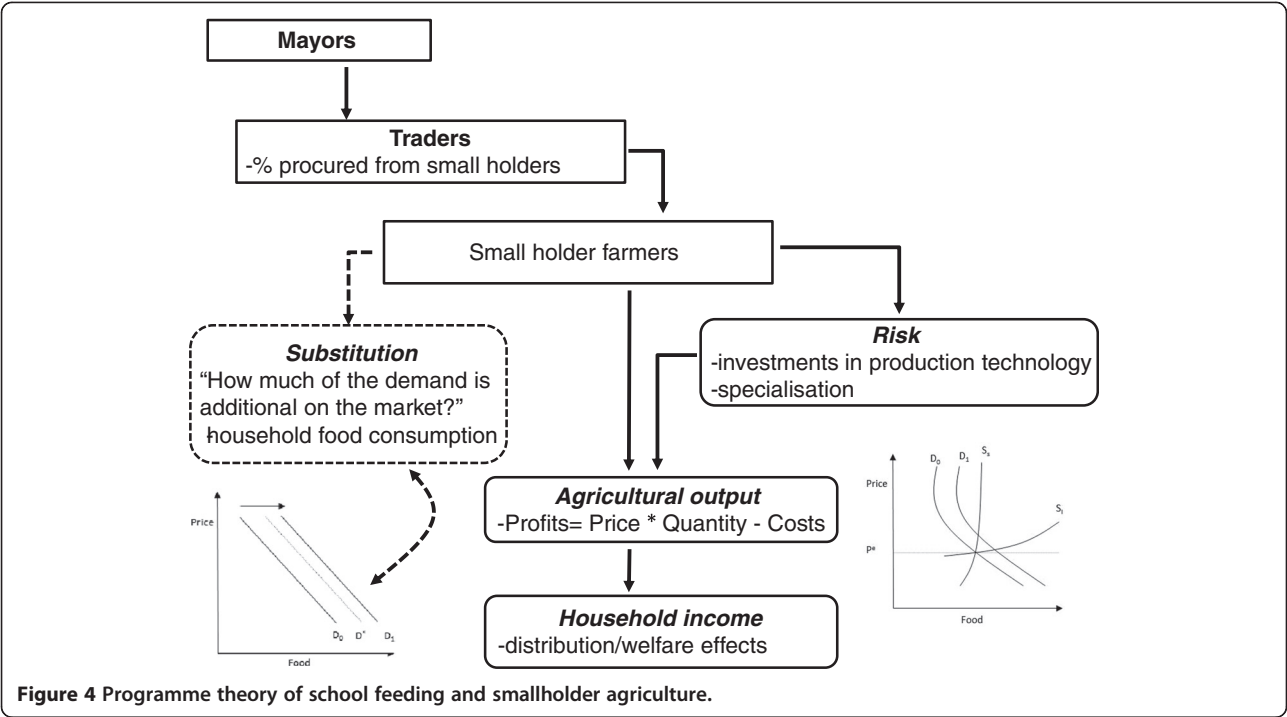 Mayors
Traders
-% procured from small holders
Small holder farmers
Substitution
“How much of the demand is
additional on the market?”
-household food consumption
Risk
-investments in production technology
-specialisation
Agricultural output
-Profits= Price * Quantity - Costs
Household income
-distribution/welfare effects
Price
D₀ D* D₁
Food
D₀ D₁ Sₛ
Price
Sₗ
P*
Food
Figure 4 Programme theory of school feeding and smallholder agriculture.